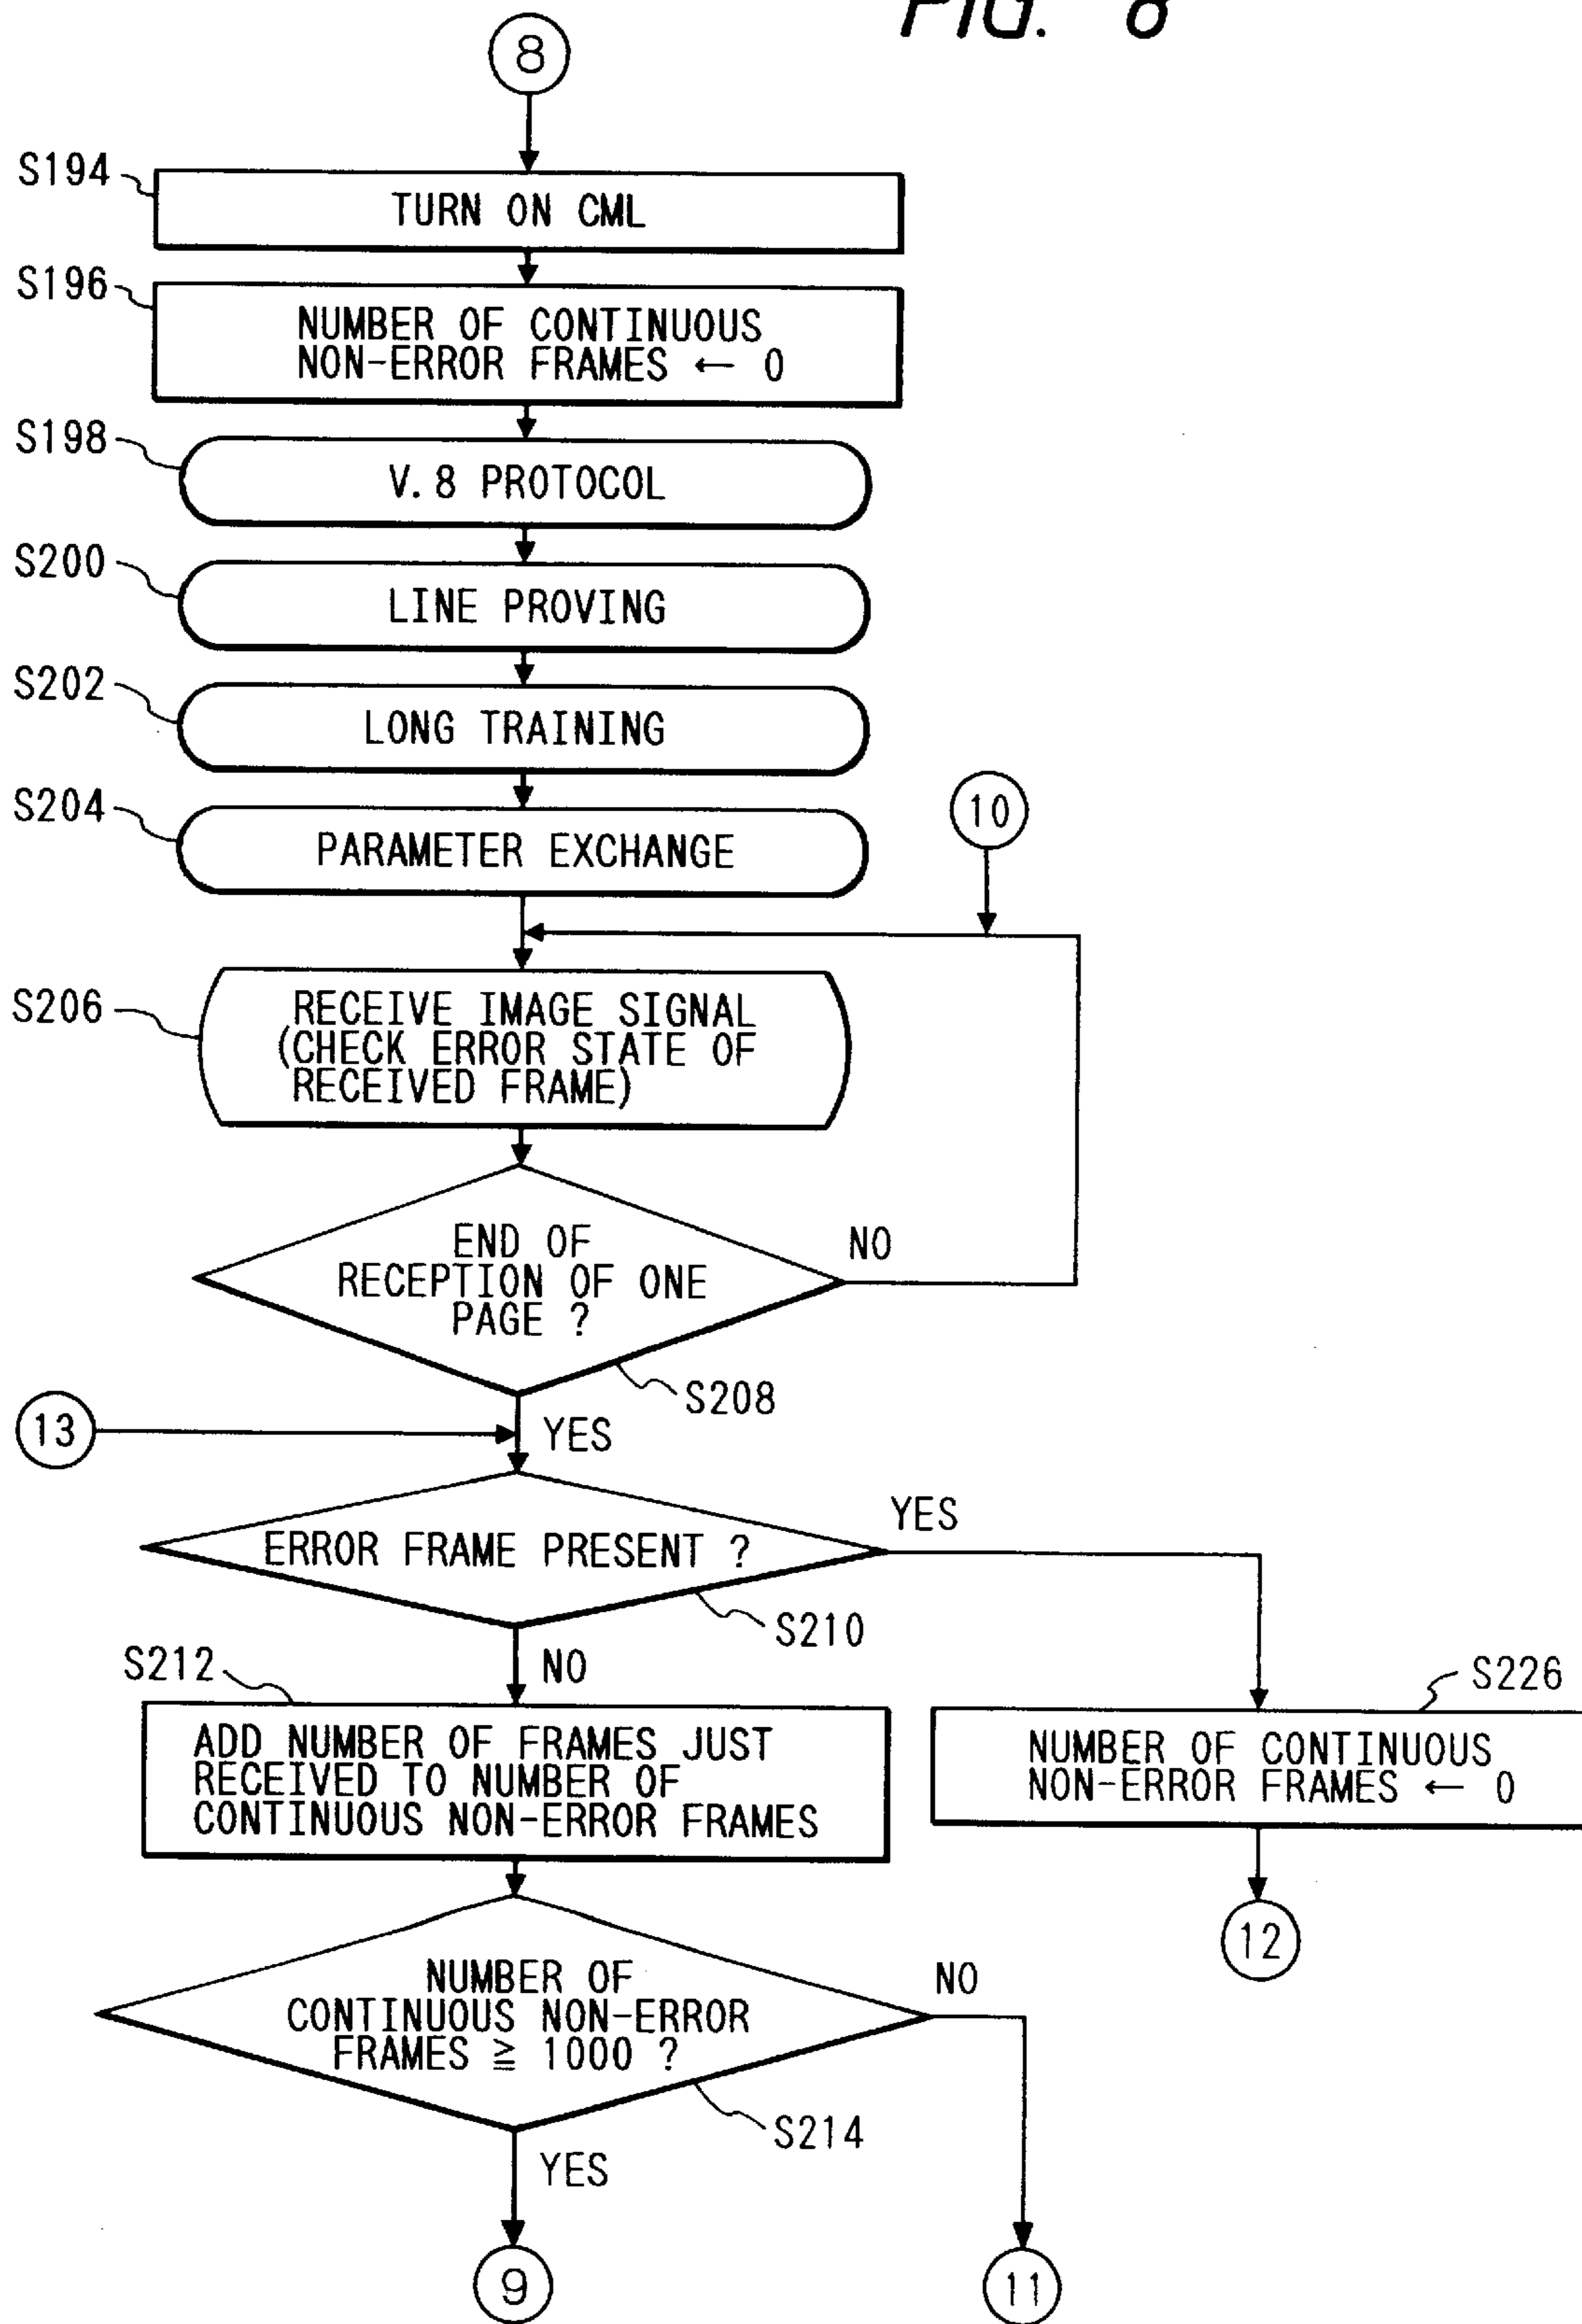 FIG. 8
8
S194
TURN ON CML
S196
NUMBER OF CONTINUOUS
NON-ERROR FRAMES ← 0
S198
V.8 PROTOCOL
S200
LINE PROVING
S202
LONG TRAINING
S204
PARAMETER EXCHANGE
10
S206
RECEIVE IMAGE SIGNAL
(CHECK ERROR STATE OF
RECEIVED FRAME)
END OF
RECEPTION OF ONE
PAGE ?
NO
S208
13
YES
ERROR FRAME PRESENT ?
YES
S210
NO
S212
ADD NUMBER OF FRAMES JUST
RECEIVED TO NUMBER OF
CONTINUOUS NON-ERROR FRAMES
S226
NUMBER OF CONTINUOUS
NON-ERROR FRAMES ← 0
12
NUMBER OF
CONTINUOUS NON-ERROR
FRAMES ≧ 1000 ?
NO
S214
YES
9
11